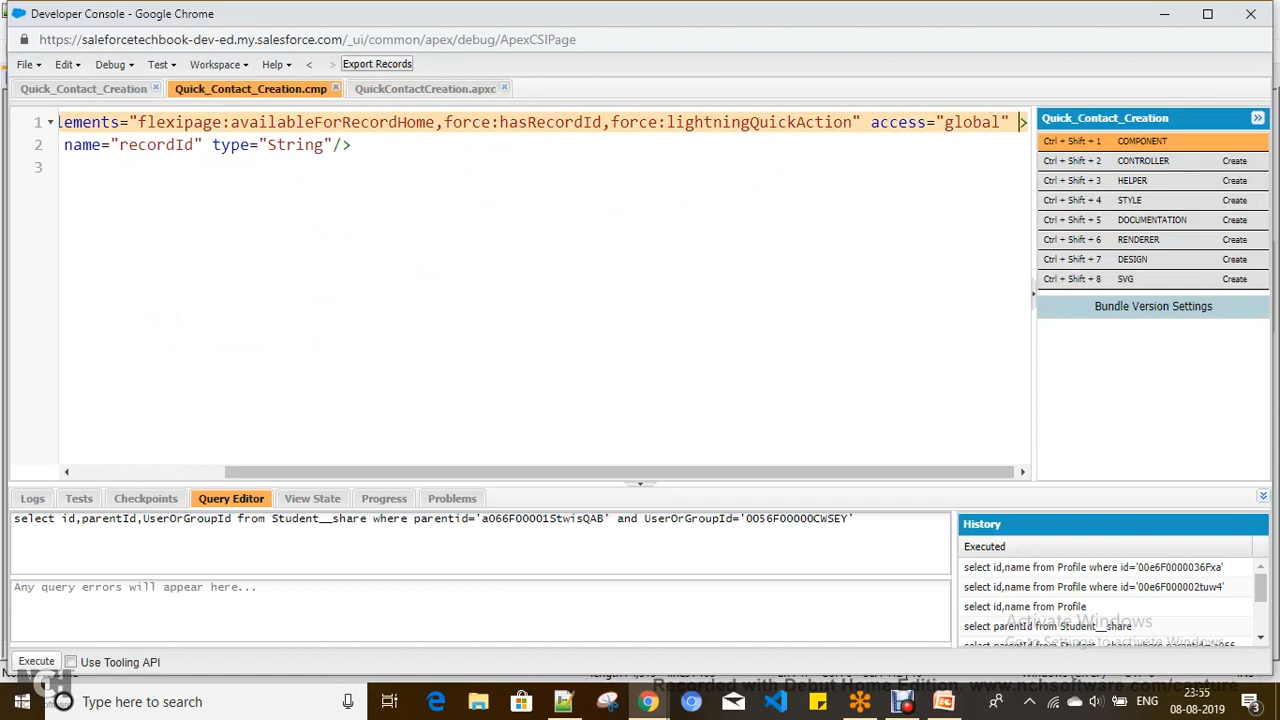 Developer Console - Google Chrome
https://saleforcetechbook-dev-ed.my.salesforce.com/_ui/common/apex/debug/ApexCSIPage
File Edit Debug Test Workspace Help < > Export Records
Quick_Contact_Creation Quick_Contact_Creation.cmp QuickContactCreation.apxc
1 lements="flexipage:availableForRecordHome,force:hasRecordId,force:lightningQuickAction" access="global" >
2 name="recordId" type="String"/>
3
Quick_Contact_Creation
Ctrl + Shift + 1 COMPONENT
Ctrl + Shift + 2 CONTROLLER Create
Ctrl + Shift + 3 HELPER Create
Ctrl + Shift + 4 STYLE Create
Ctrl + Shift + 5 DOCUMENTATION Create
Ctrl + Shift + 6 RENDERER Create
Ctrl + Shift + 7 DESIGN Create
Ctrl + Shift + 8 SVG Create
Bundle Version Settings
Logs Tests Checkpoints Query Editor View State Progress Problems
select id,parentId,UserOrGroupId from Student__share where parentid='a066F00001StwisQAB' and UserOrGroupId='0056F00000CWSEY'
Any query errors will appear here...
History
Executed
select id,name from Profile where id='00e6F0000036Fxa'
select id,name from Profile where id='00e6F000002tuw4'
select id,name from Profile
select parentId from Student__share
Activate Windows
Go to Settings to activate Windows.
Execute Use Tooling API
NCH
Recorded with Debut Home Edition. www.nchsoftware.com/capture
Type here to search
23:55
08-08-2019
3